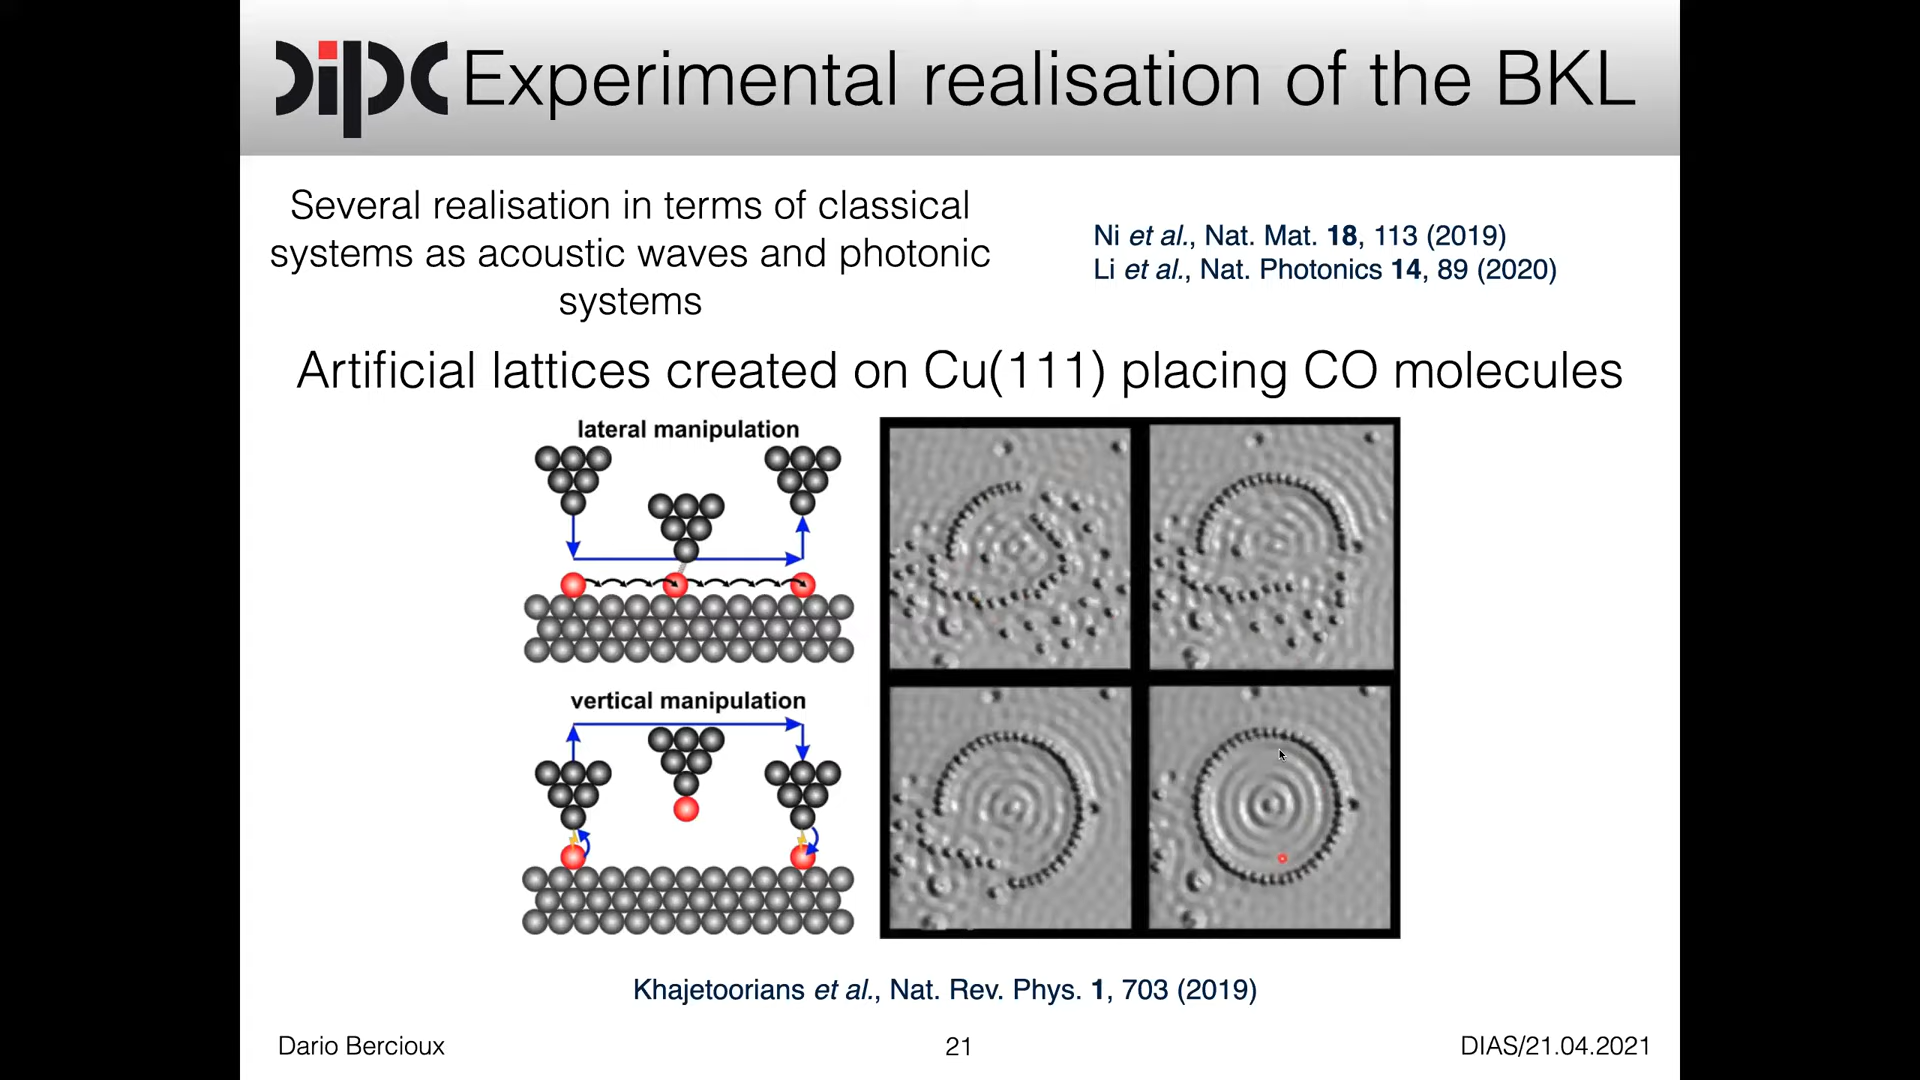 dipc Experimental realisation of the BKL
Several realisation in terms of classical
systems as acoustic waves and photonic
systems
Ni et al., Nat. Mat. 18, 113 (2019)
Li et al., Nat. Photonics 14, 89 (2020)
Artificial lattices created on Cu(111) placing CO molecules
lateral manipulation
vertical manipulation
Khajetoorians et al., Nat. Rev. Phys. 1, 703 (2019)
Dario Bercioux
21
DIAS/21.04.2021